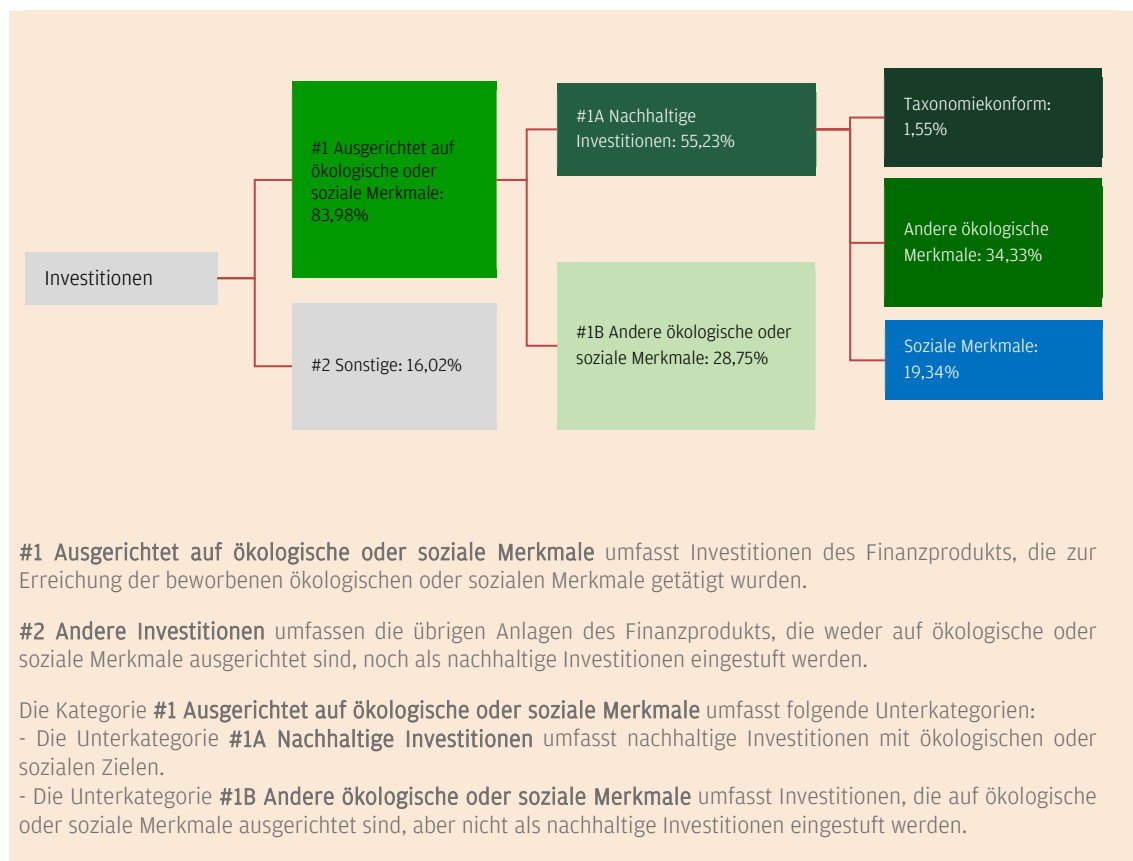 Investitionen
#1 Ausgerichtet auf
ökologische oder
soziale Merkmale:
83,98%
#2 Sonstige: 16,02%
#1A Nachhaltige
Investitionen: 55,23%
#1B Andere ökologische oder
soziale Merkmale: 28,75%
Taxonomiekonform:
1,55%
Andere ökologische
Merkmale: 34,33%
Soziale Merkmale:
19,34%
#1 Ausgerichtet auf ökologische oder soziale Merkmale umfasst Investitionen des Finanzprodukts, die zur
Erreichung der beworbenen ökologischen oder sozialen Merkmale getätigt wurden.
#2 Andere Investitionen umfassen die übrigen Anlagen des Finanzprodukts, die weder auf ökologische oder
soziale Merkmale ausgerichtet sind, noch als nachhaltige Investitionen eingestuft werden.
Die Kategorie #1 Ausgerichtet auf ökologische oder soziale Merkmale umfasst folgende Unterkategorien:
- Die Unterkategorie #1A Nachhaltige Investitionen umfasst nachhaltige Investitionen mit ökologischen oder
sozialen Zielen.
- Die Unterkategorie #1B Andere ökologische oder soziale Merkmale umfasst Investitionen, die auf ökologische
oder soziale Merkmale ausgerichtet sind, aber nicht als nachhaltige Investitionen eingestuft werden.